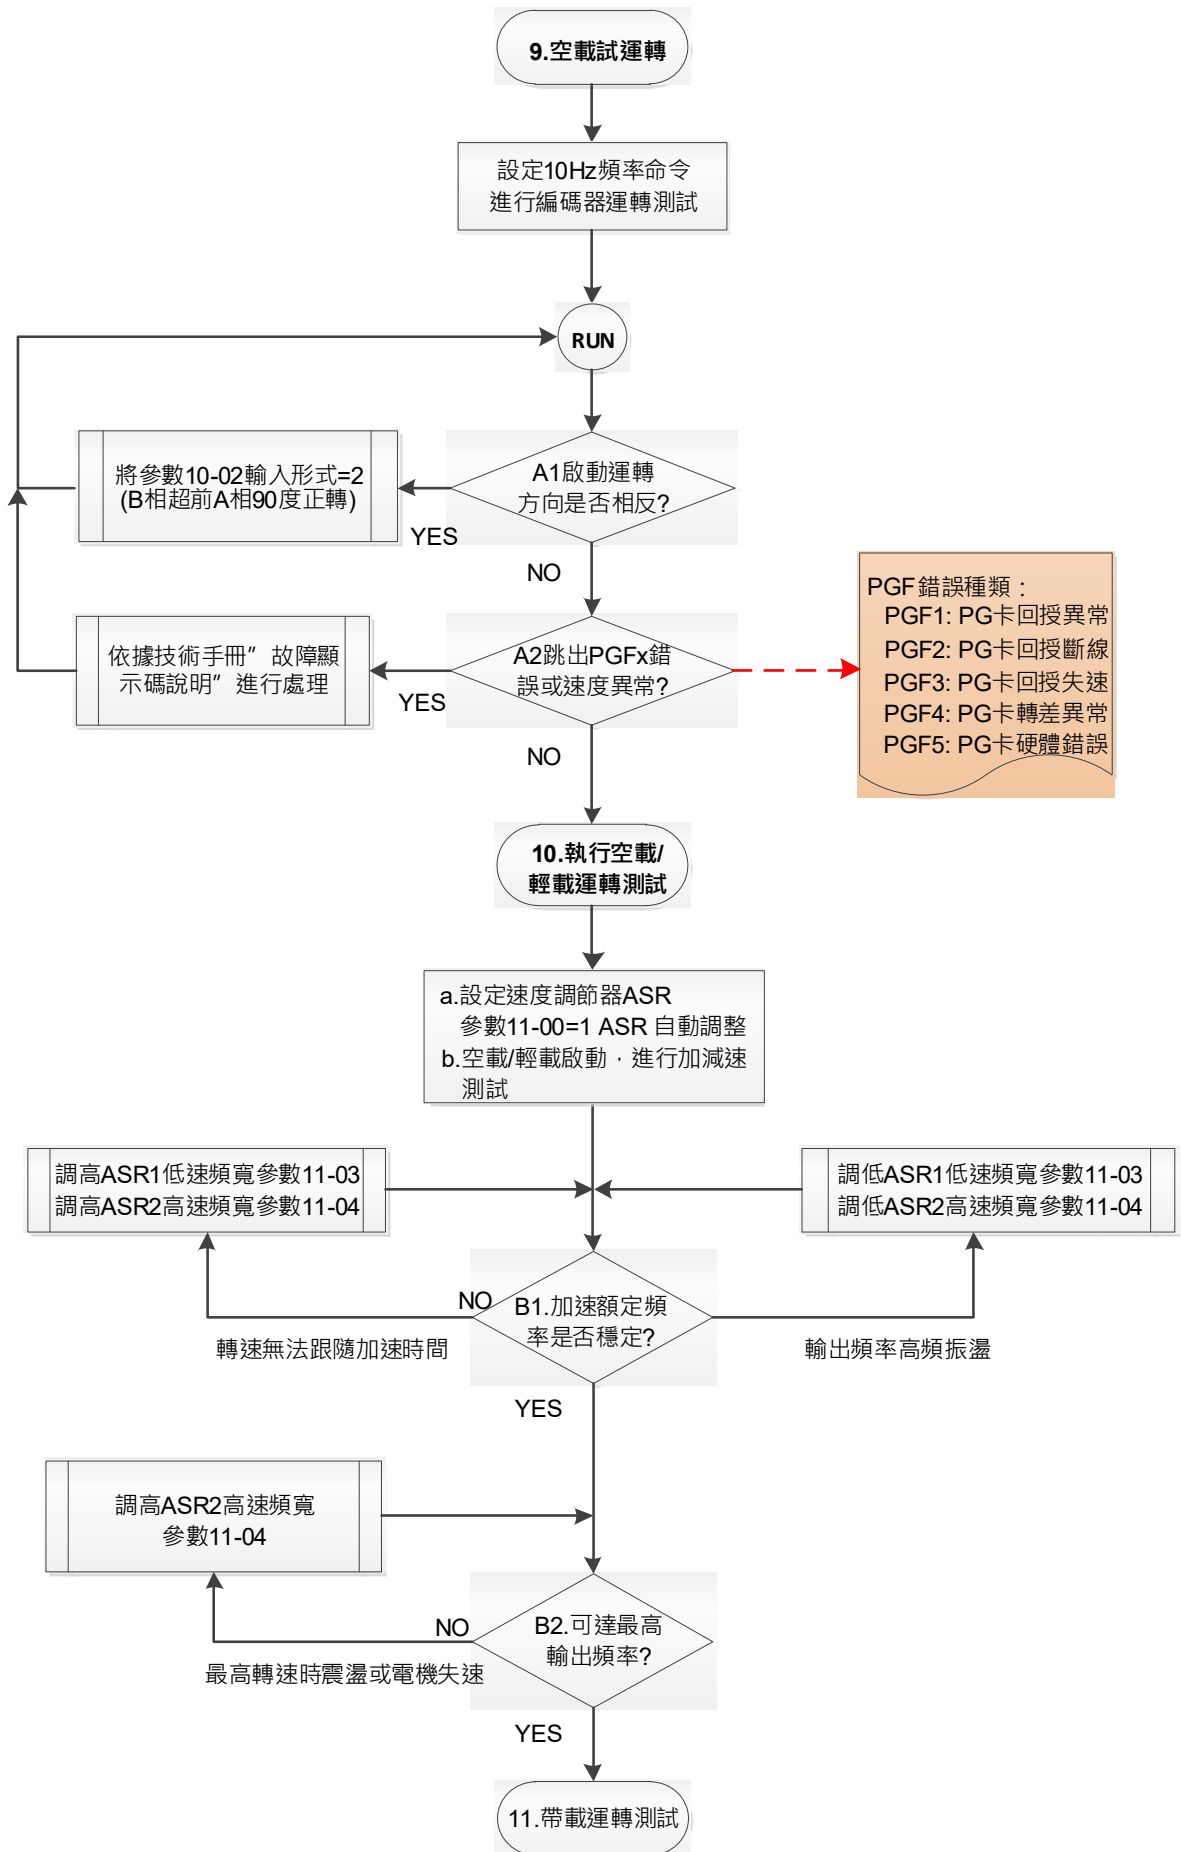 9.空載試運轉
設定10Hz頻率命令
進行編碼器運轉測試
RUN
A1啟動運轉
方向是否相反?
將參數10-02輸入形式=2
(B相超前A相90度正轉)
YES
NO
A2跳出PGFx錯
誤或速度異常?
依據技術手冊”故障顯
示碼說明”進行處理
YES
NO
PGF錯誤種類：
PGF1: PG卡回授異常
PGF2: PG卡回授斷線
PGF3: PG卡回授失速
PGF4: PG卡轉差異常
PGF5: PG卡硬體錯誤
10.執行空載/
輕載運轉測試
a.設定速度調節器ASR
參數11-00=1 ASR 自動調整
b.空載/輕載啟動，進行加減速
測試
調高ASR1低速頻寬參數11-03
調高ASR2高速頻寬參數11-04
調低ASR1低速頻寬參數11-03
調低ASR2高速頻寬參數11-04
NO
B1.加速額定頻
率是否穩定?
轉速無法跟隨加速時間
輸出頻率高頻振盪
YES
調高ASR2高速頻寬
參數11-04
NO
B2.可達最高
輸出頻率?
最高轉速時震盪或電機失速
YES
11.帶載運轉測試